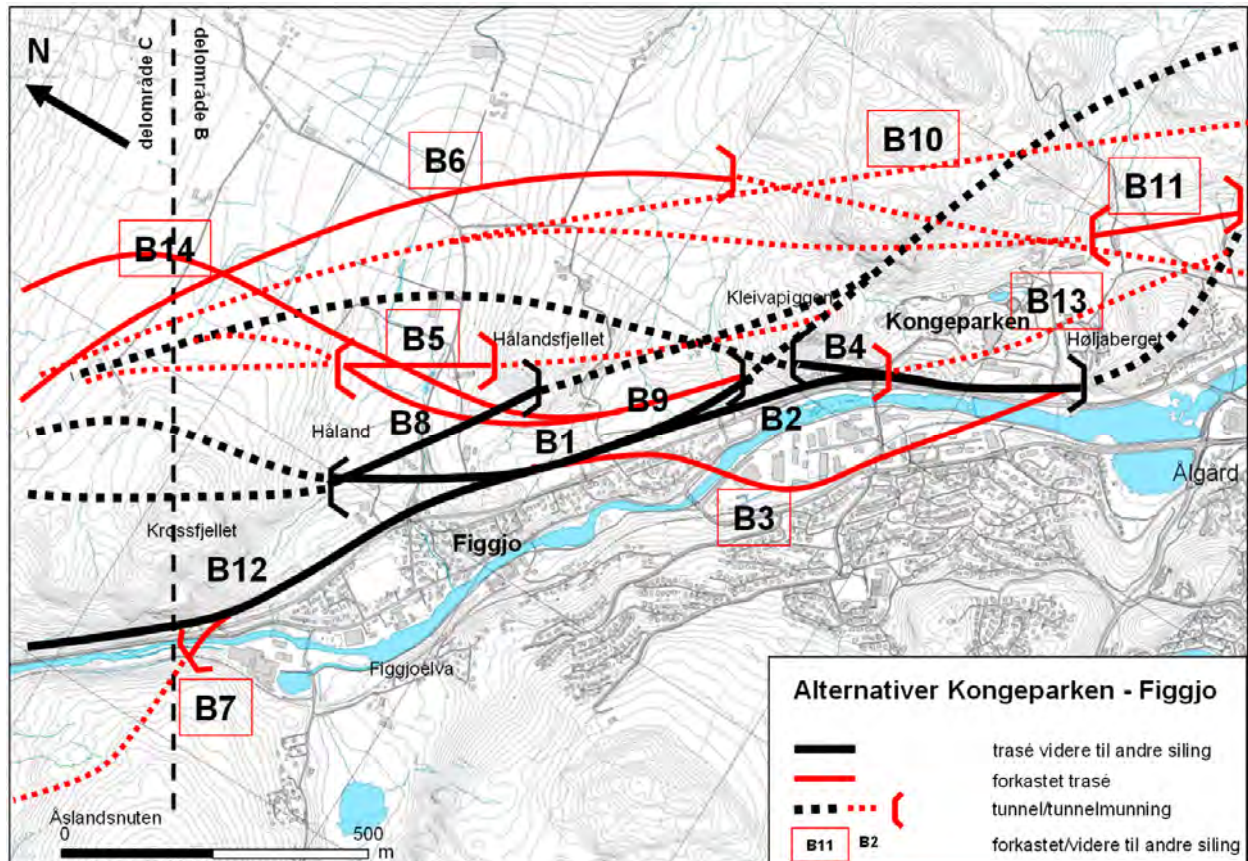 N
delområde C
delområde B
B6
B10
B11
B14
Kleivapiggen
Kongeparken
B13
Hålandsfjellet
Høljaberget
B5
B4
B9
B8
B2
Håland
B1
Ålgard
B3
Krossfjellet
Figgjo
B12
Figgjoelva
B7
Åslandsnuten
0 500
m
Alternativer Kongeparken - Figgjo
trasé videre til andre siling
forkastet trasé
tunnel/tunnelmunning
B11 B2 forkastet/videre til andre siling